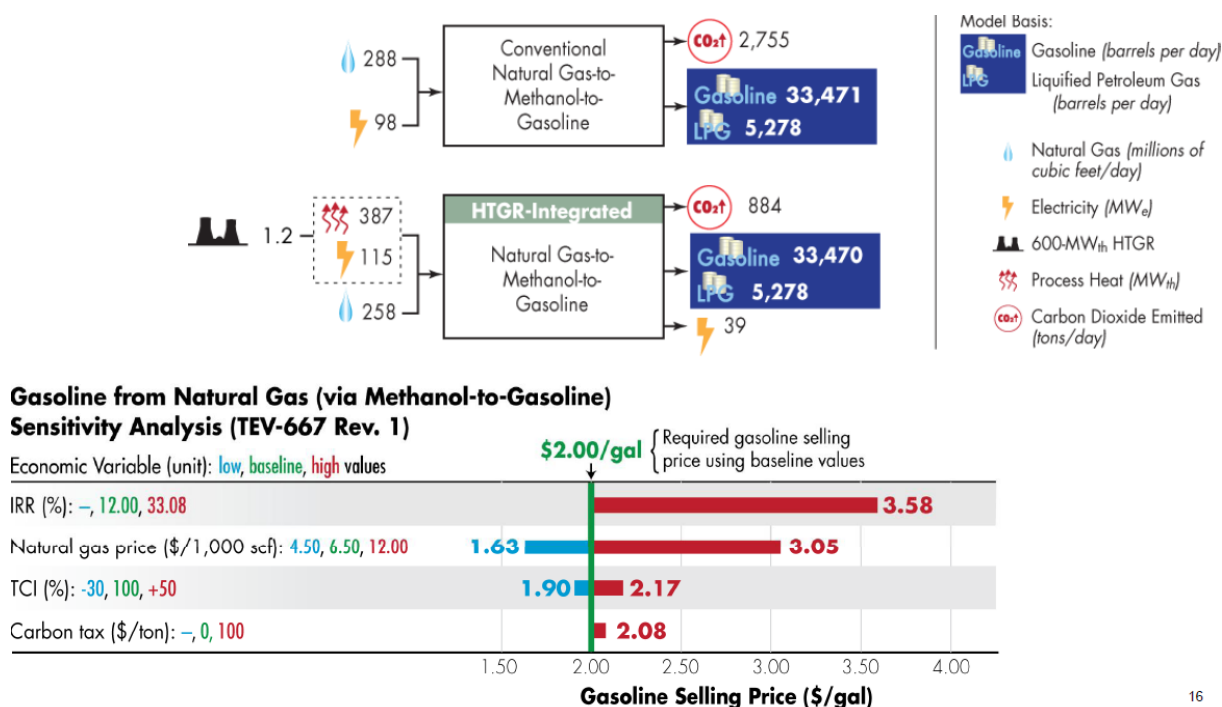 288
98
Conventional
Natural Gas-to-
Methanol-to-
Gasoline
CO₂↑ 2,755
Gasoline 33,471
LPG 5,278
1.2
387
115
258
HTGR-Integrated
Natural Gas-to-
Methanol-to-
Gasoline
CO₂↑ 884
Gasoline 33,470
LPG 5,278
39
Model Basis:
Gasoline Gasoline (barrels per day)
LPG Liquified Petroleum Gas
(barrels per day)
Natural Gas (millions of
cubic feet/day)
Electricity (MWe)
600-MWth HTGR
Process Heat (MWth)
CO₂↑ Carbon Dioxide Emitted
(tons/day)
Gasoline from Natural Gas (via Methanol-to-Gasoline)
Sensitivity Analysis (TEV-667 Rev. 1)
Economic Variable (unit): low, baseline, high values
$2.00/gal
Required gasoline selling
price using baseline values
IRR (%): –, 12.00, 33.08
3.58
Natural gas price ($/1,000 scf): 4.50, 6.50, 12.00
1.63
3.05
TCI (%): -30, 100, +50
1.90
2.17
Carbon tax ($/ton): –, 0, 100
2.08
1.50 2.00 2.50 3.00 3.50 4.00
Gasoline Selling Price ($/gal)
16